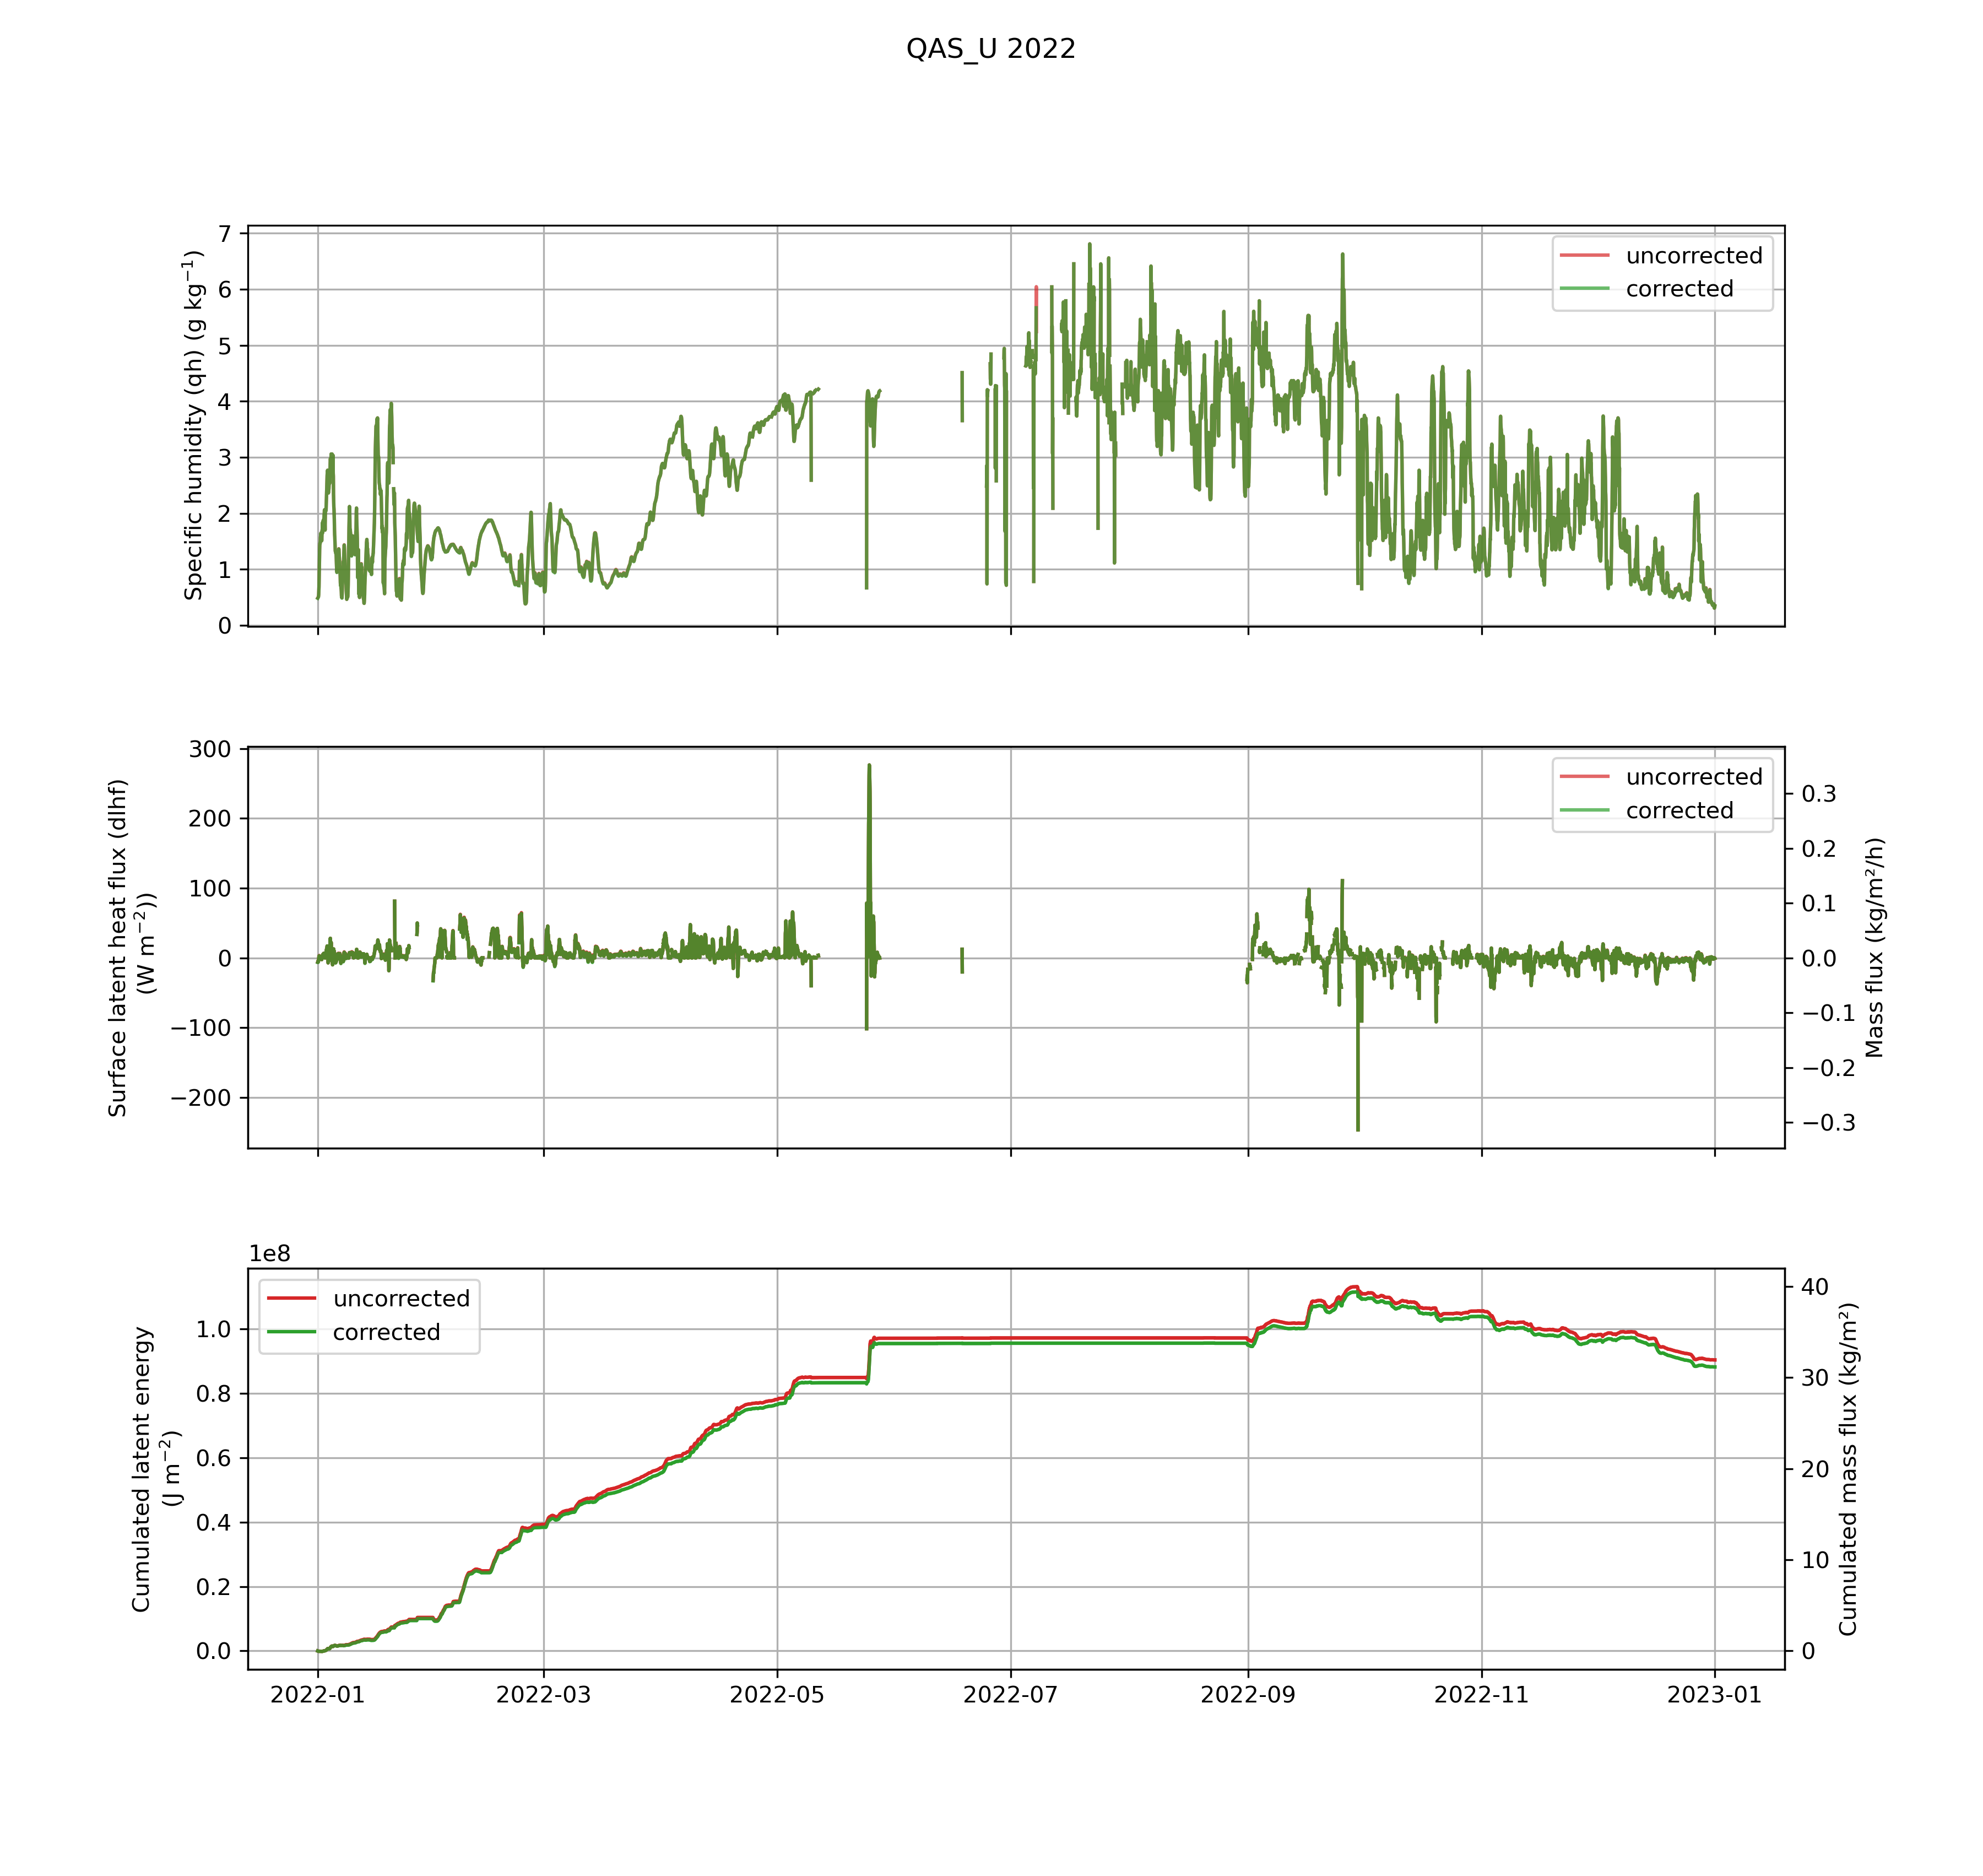 QAS_U 2022
Specific humidity (qh) (g kg⁻¹)
7
6
5
4
3
2
1
0
uncorrected
corrected
Surface latent heat flux (dlhf)
(W m⁻²))
300
200
100
0
−100
−200
uncorrected
corrected
0.3
0.2
0.1
0.0
−0.1
−0.2
−0.3
Mass flux (kg/m²/h)
1e8
Cumulated latent energy
(J m⁻²)
1.0
0.8
0.6
0.4
0.2
0.0
uncorrected
corrected
40
30
20
10
0
Cumulated mass flux (kg/m²)
2022-01 2022-03 2022-05 2022-07 2022-09 2022-11 2023-01